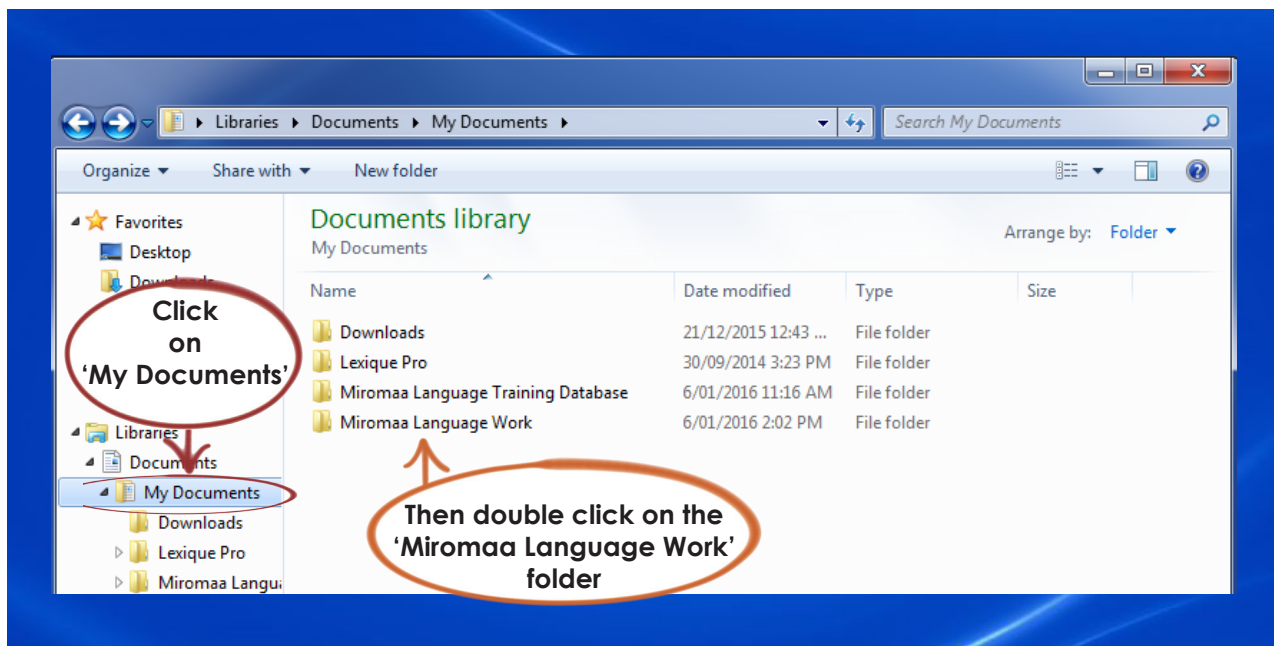 Libraries ▸ Documents ▸ My Documents ▸
Search My Documents
Organize
Share with
New folder
Favorites
Desktop
Downloads
Libraries
Documents
My Documents
Downloads
Lexique Pro
Miromaa Langu
Documents library
My Documents
Arrange by: Folder
Name Date modified Type Size
Downloads 21/12/2015 12:43 ... File folder
Lexique Pro 30/09/2014 3:23 PM File folder
Miromaa Language Training Database 6/01/2016 11:16 AM File folder
Miromaa Language Work 6/01/2016 2:02 PM File folder
Click
on
‘My Documents’
Then double click on the
‘Miromaa Language Work’
folder